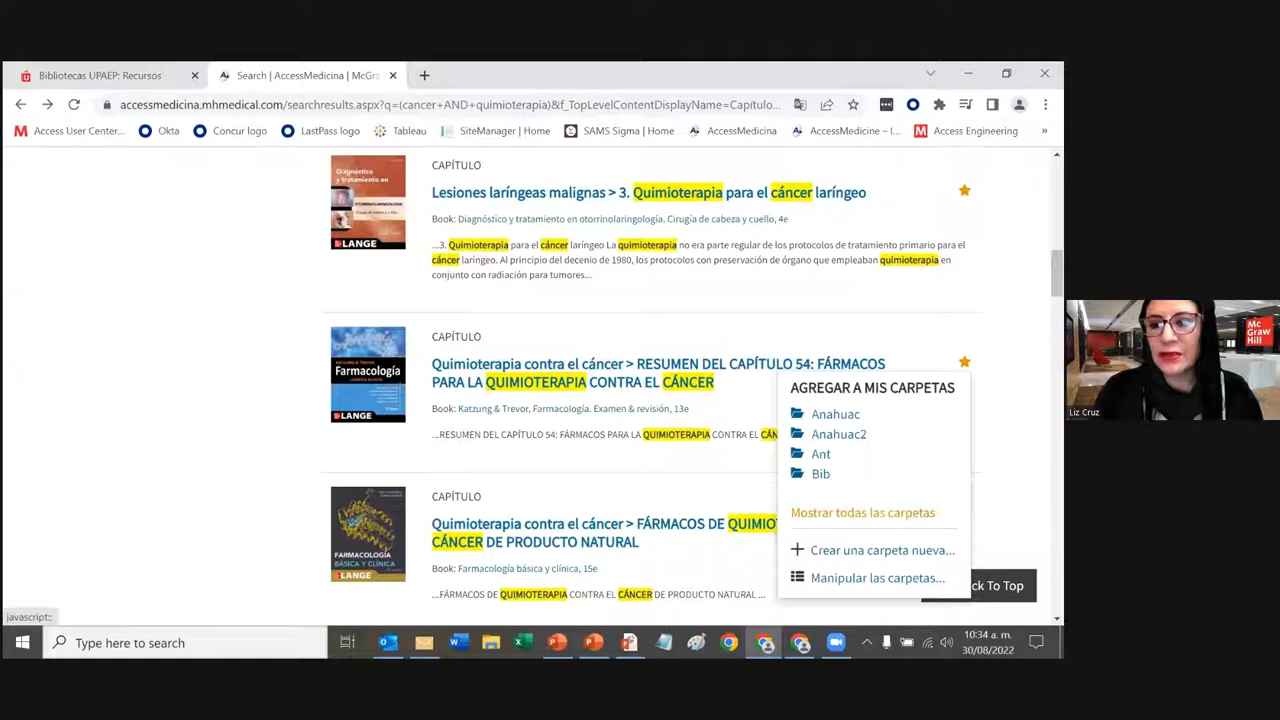 Bibliotecas UPAEP: Recursos
Search | AccessMedicina | McGra
accessmedicina.mhmedical.com/searchresults.aspx?q=(cancer+AND+quimioterapia)&f_TopLevelContentDisplayName=Capítulo...
Access User Center...
Okta
Concur logo
LastPass logo
Tableau
SiteManager | Home
SAMS Sigma | Home
AccessMedicina
AccessMedicine – I...
Access Engineering
»
CAPÍTULO
Diagnóstico
y tratamiento en
LANGE
Lesiones laríngeas malignas > 3. Quimioterapia para el cáncer laríngeo
Book: Diagnóstico y tratamiento en otorrinolaringología. Cirugía de cabeza y cuello, 4e
...3. Quimioterapia para el cáncer laríngeo La quimioterapia no era parte regular de los protocolos de tratamiento primario para el
cáncer laríngeo. Al principio del decenio de 1980, los protocolos con preservación de órgano que empleaban quimioterapia en
conjunto con radiación para tumores...
CAPÍTULO
Farmacología
LANGE
Quimioterapia contra el cáncer > RESUMEN DEL CAPÍTULO 54: FÁRMACOS
PARA LA QUIMIOTERAPIA CONTRA EL CÁNCER
Book: Katzung & Trevor, Farmacología. Examen & revisión, 13e
...RESUMEN DEL CAPÍTULO 54: FÁRMACOS PARA LA QUIMIOTERAPIA CONTRA EL CÁN
AGREGAR A MIS CARPETAS
Anahuac
Anahuac2
Ant
Bib
Mostrar todas las carpetas
Crear una carpeta nueva...
Manipular las carpetas...
CAPÍTULO
FARMACOLOGÍA
BÁSICA Y CLÍNICA
LANGE
Quimioterapia contra el cáncer > FÁRMACOS DE QUIMIOT
CÁNCER DE PRODUCTO NATURAL
Book: Farmacología básica y clínica, 15e
...FÁRMACOS DE QUIMIOTERAPIA CONTRA EL CÁNCER DE PRODUCTO NATURAL ...
ck To Top
javascript:;
Type here to search
10:34 a. m.
30/08/2022
Mc
Graw
Hill
Liz Cruz